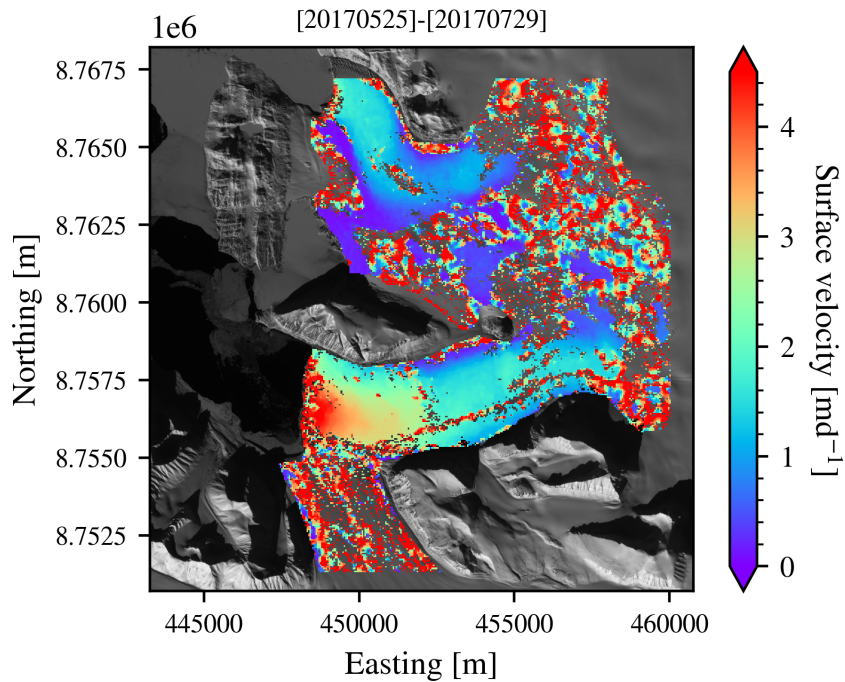 [20170525]-[20170729]
1e6
8.7675
8.7650
8.7625
8.7600
8.7575
8.7550
8.7525
Northing [m]
445000 450000 455000 460000
Easting [m]
4
3
2
1
0
Surface velocity [md⁻¹]